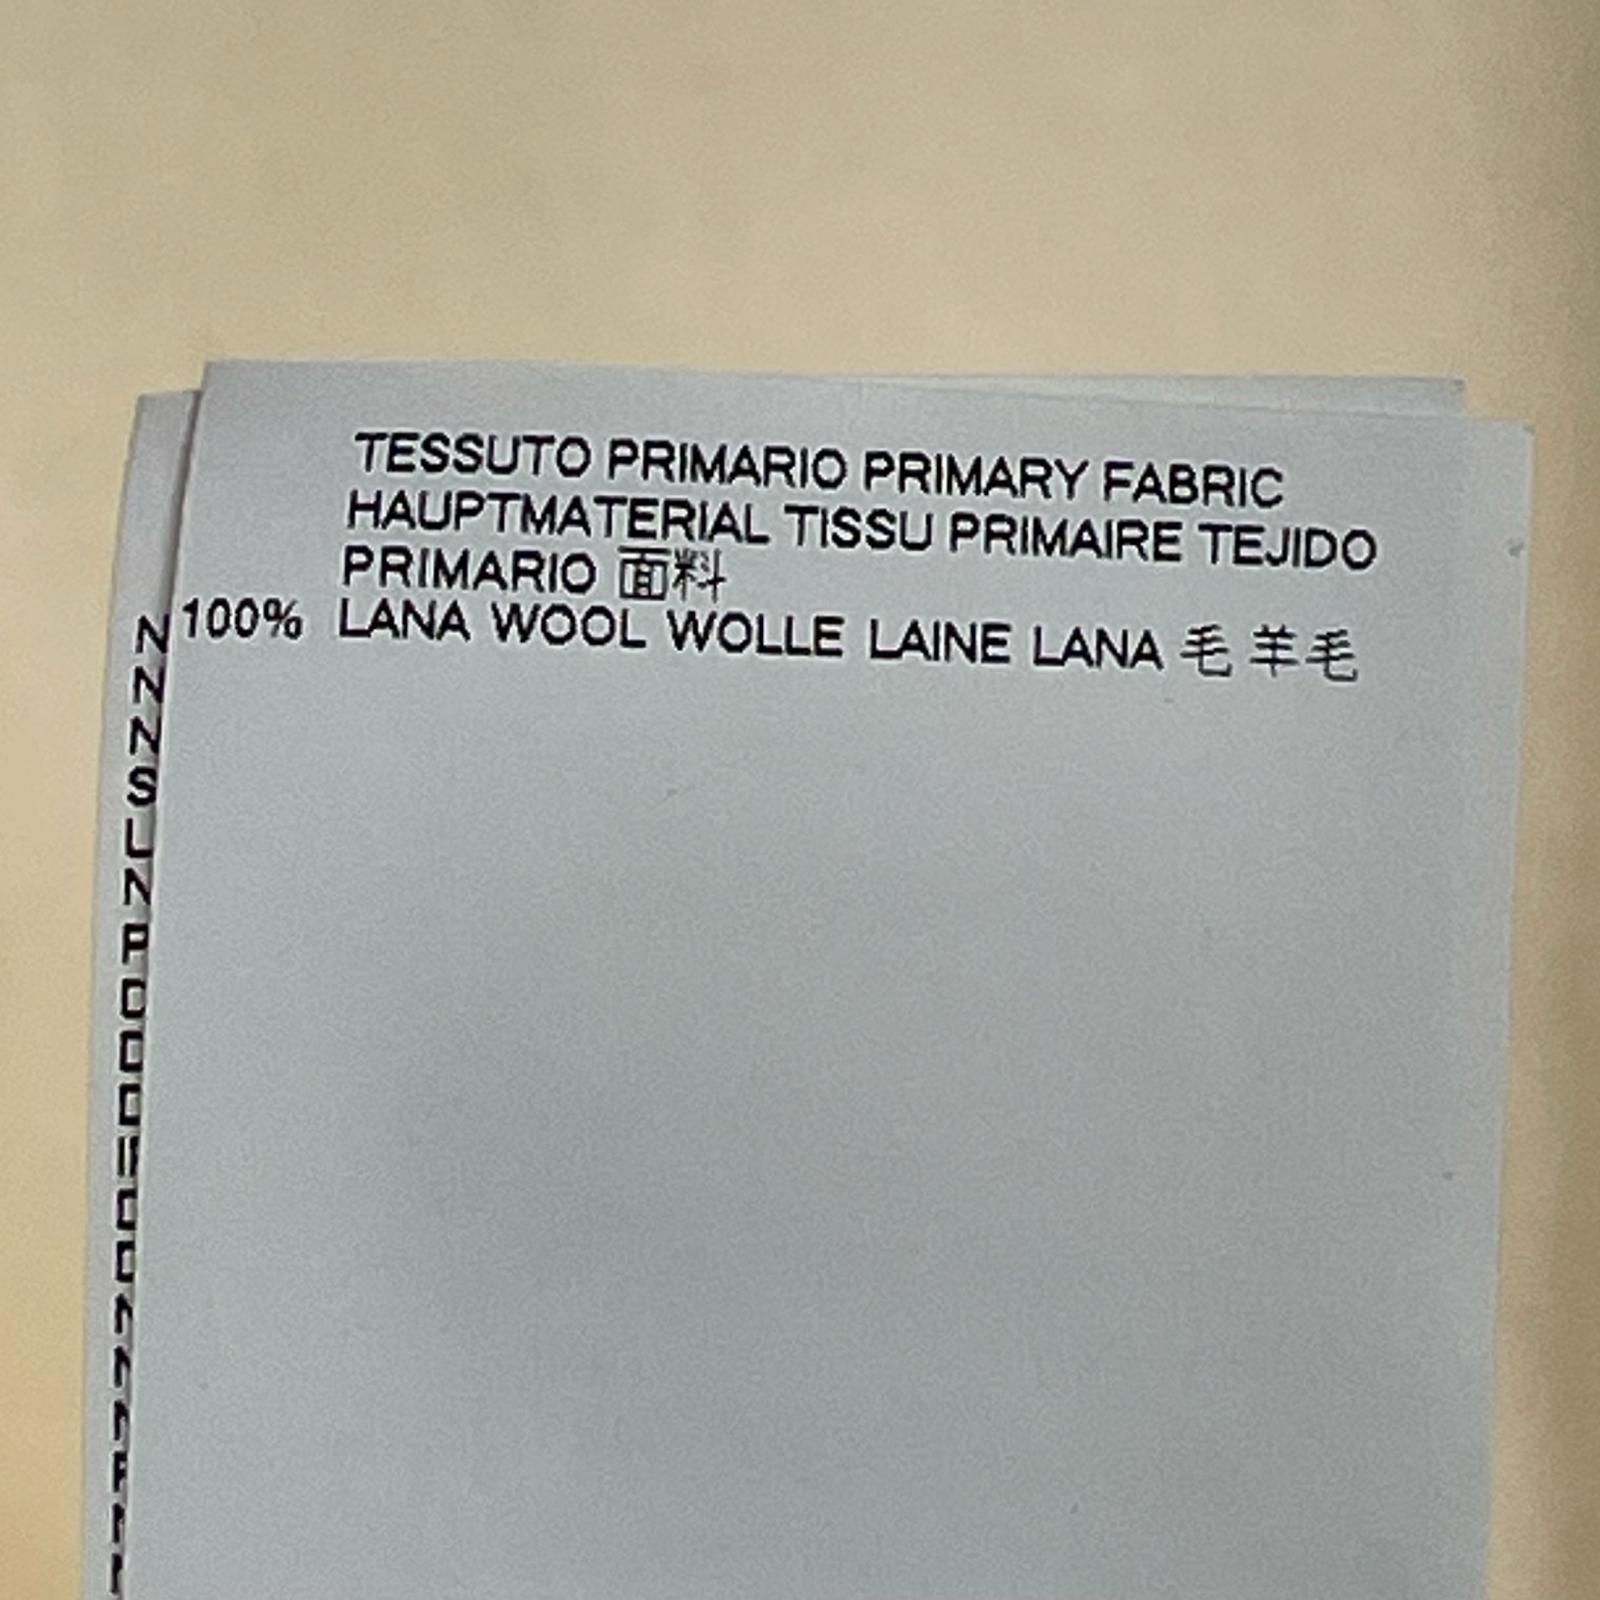 TESSUTO PRIMARIO PRIMARY FABRIC
HAUPTMATERIAL TISSU PRIMAIRE TEJIDO
PRIMARIO 面料
100% LANA WOOL WOLLE LAINE LANA 毛 羊毛